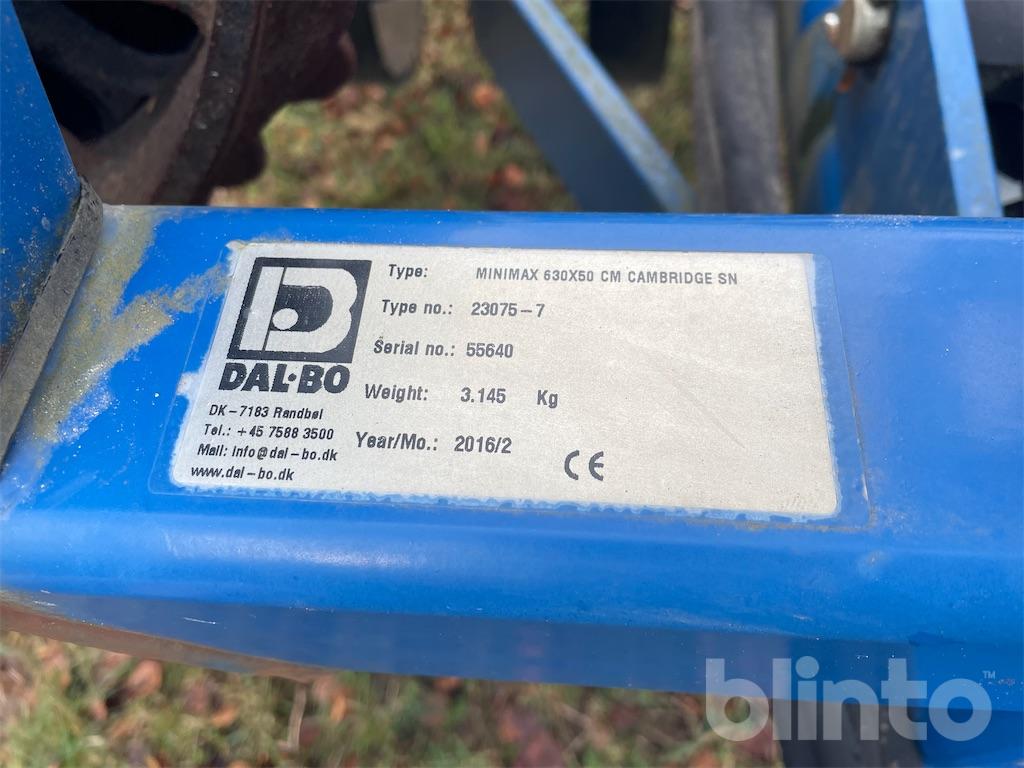 DAL·BO
DK-7183 Randbøl
Tel.: +45 7588 3500
Mail: info@dal-bo.dk
www.dal-bo.dk
Type: MINIMAX 630X50 CM CAMBRIDGE SN
Type no.: 23075-7
Serial no.: 55640
Weight: 3.145 Kg
Year/Mo.: 2016/2
CE
blinto™